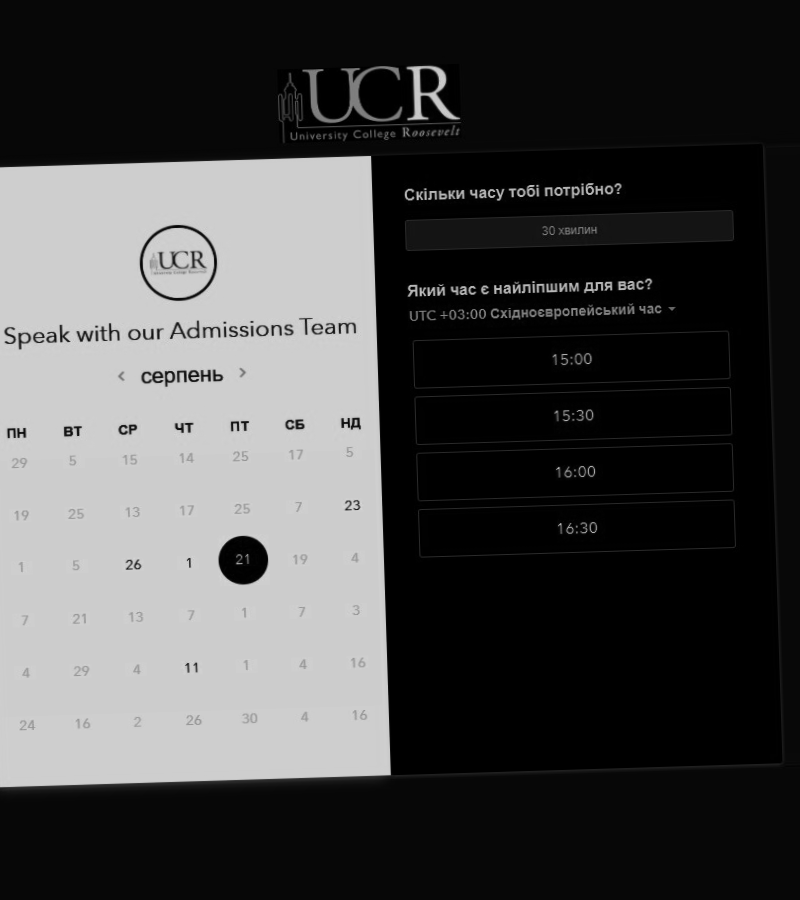 UCR
University College Roosevelt
UCR
Speak with our Admissions Team
< серпень >
ПН ВТ СР ЧТ ПТ СБ НД
29 5 15 14 25 17 5
19 25 13 17 25 7 23
1 5 26 1 21 19 4
7 21 13 7 1 7 3
4 29 4 11 1 4 16
24 16 2 26 30 4 16
Скільки часу тобі потрібно?
30 хвилин
Який час є найліпшим для вас?
UTC +03:00 Східноєвропейський час
15:00
15:30
16:00
16:30